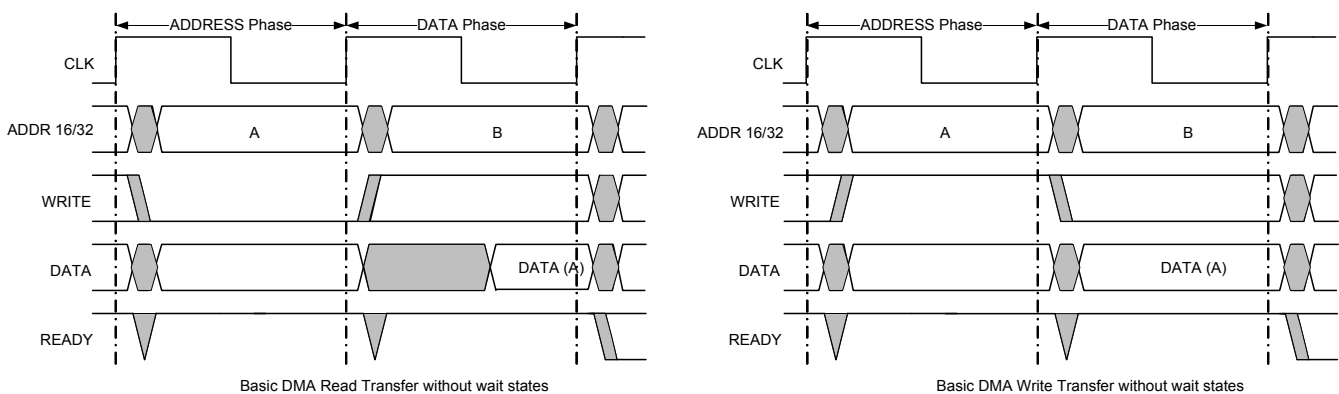 ADDRESS Phase DATA Phase
CLK
ADDR 16/32 A B
WRITE
DATA DATA (A)
READY
Basic DMA Read Transfer without wait states
ADDRESS Phase DATA Phase
CLK
ADDR 16/32 A B
WRITE
DATA DATA (A)
READY
Basic DMA Write Transfer without wait states